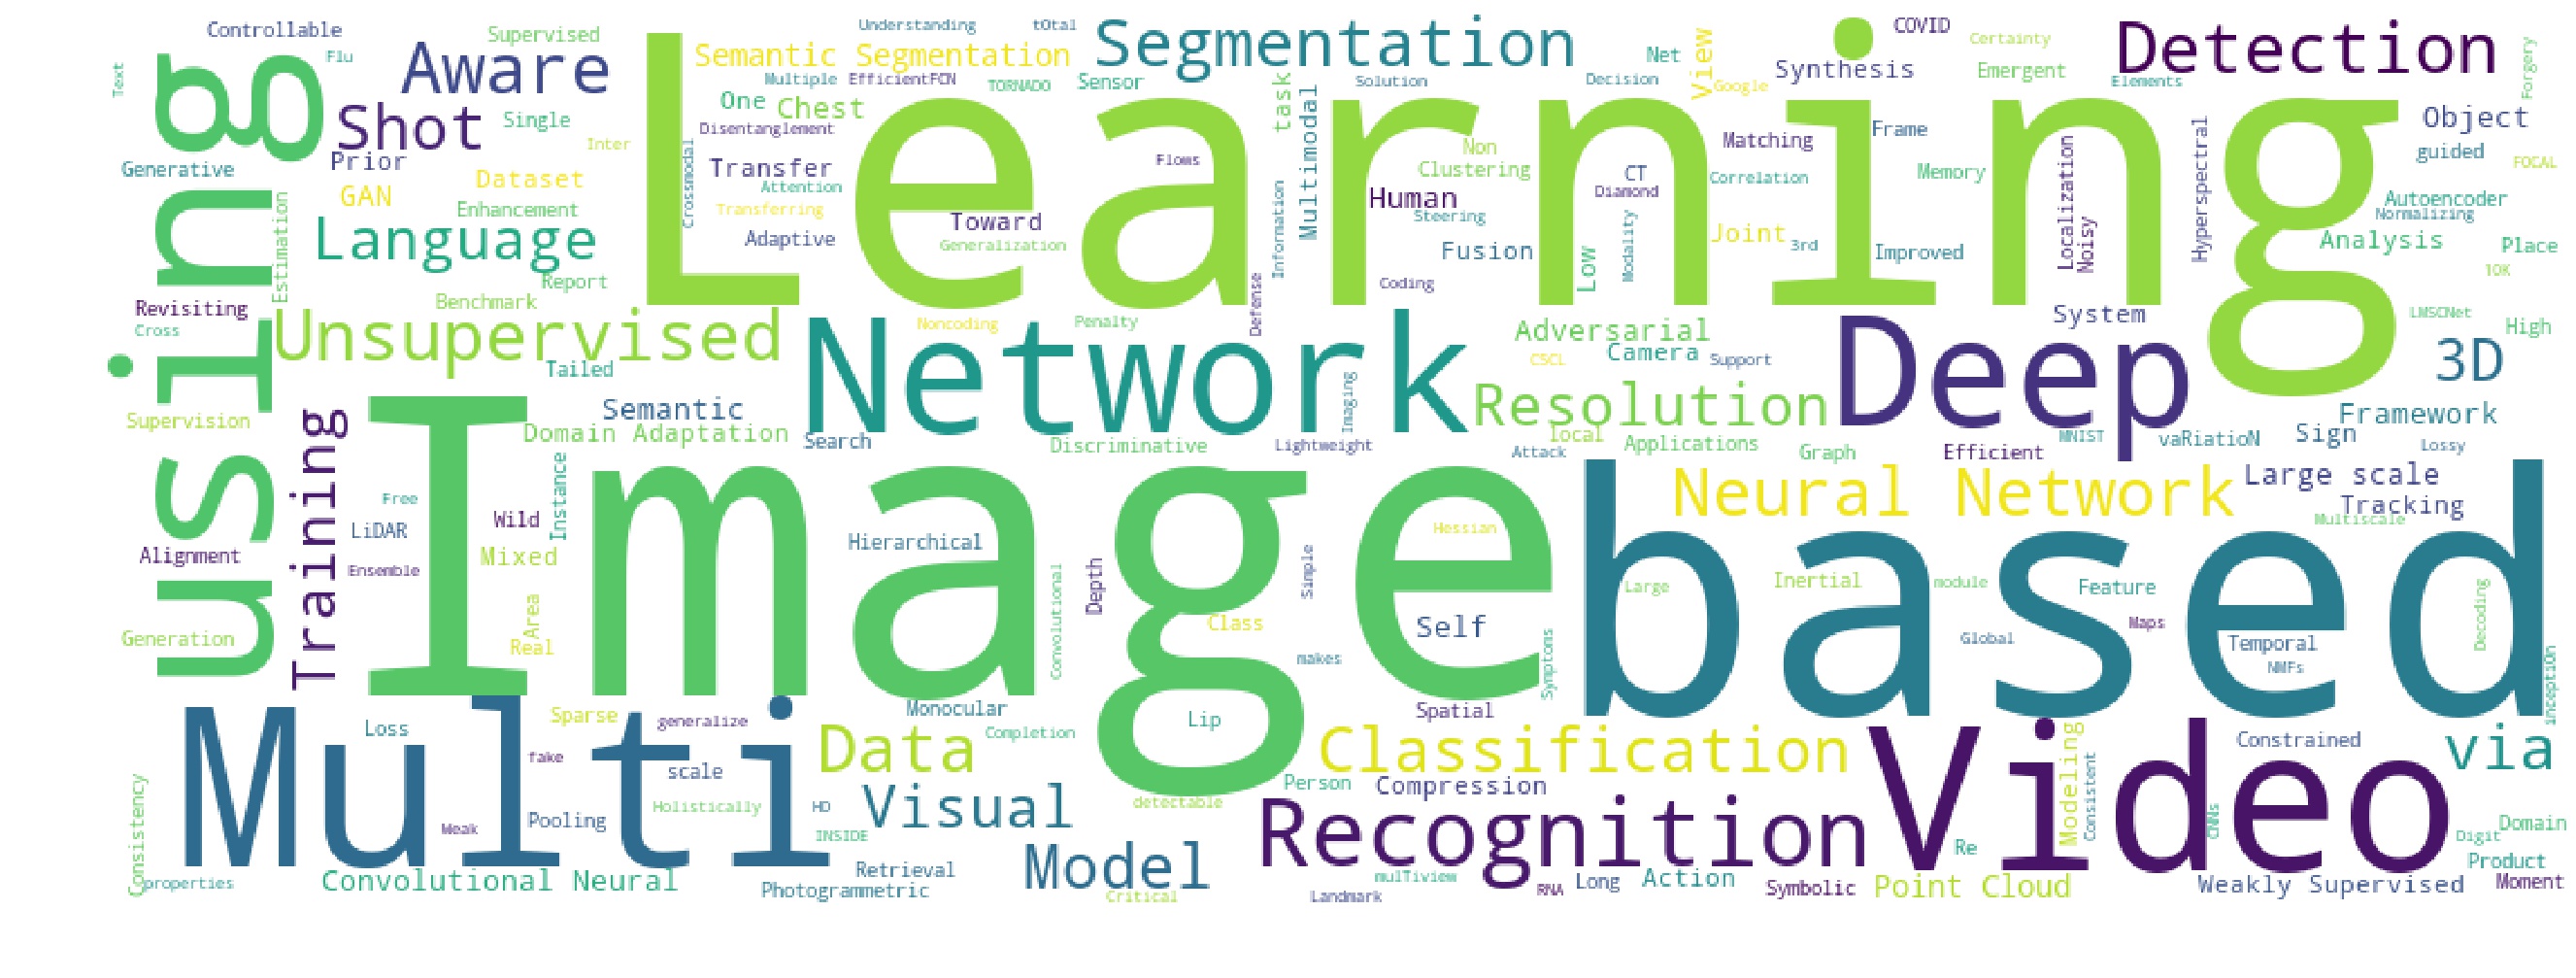 Controllable
Supervised
Understanding
tOtal
COVID
Certainty
Text
Flu
Aware
Semantic Segmentation
Segmentation
Net
View
Synthesis
Emergent
Detection
Forgery
Multiple
EfficientFCN
TORNADO
Sensor
Solution
Decision
Google
Elements
using
Shot
Single
One
Chest
task
Learning
Object
Generative
Prior
Inter
Disentanglement
Crossmodal
Transfer
Flows
Multimodal
Non
Clustering
Matching
Frame
Hyperspectral
guided
FOCAL
GAN
Dataset
Attention
Human
CT
Diamond
Correlation
Memory
Autoencoder
Estimation
Enhancement
Transferring
Toward
Information
Steering
Localization
Noisy
Normalizing
Language
Adaptive
Generalization
Fusion
Low
Modality
Joint
3rd
Improved
Analysis
Place
Report
Defense
Coding
10K
Revisiting
Benchmark
Cross
Unsupervised
Noncoding
Penalty
Network
Adversarial
System
LMSCNet
High
Tailed
CSCL
Camera
Support
Deep
3D
Supervision
Training
Semantic
Imaging
Resolution
Framework
Domain Adaptation
Search
Discriminative
Lightweight
local
Attack
Applications
Graph
Efficient
MNIST
vaRiatioN
Sign
Lossy
Image
Instance
Free
Neural Network
Large scale
Tracking
Multiscale
LiDAR
Wild
Hierarchical
Hessian
based
Alignment
Ensemble
Mixed
Convolutional
Depth
Simple
Large
Inertial
module
Feature
Decoding
Generation
Area
Real
Class
Self
Symptoms
Global
Maps
Temporal
NMFs
makes
inceptiOn
Multi
Loss
Sparse
generalize
Monocular
Lip
Spatial
Data
Completion
Classification
Video
Modeling
Constrained
via
fake
scale
Person
Compression
Consistent
Consistency
Weak
Pooling
Holistically
HD
INSIDE
Visual
detectable
Recognition
CNNs
Domain
Digit
Re
properties
Convolutional Neural
Retrieval
Photogrammetric
Model
Critical
mulTiview
Landmark
RNA
Long
Action
Symbolic
Point Cloud
Weakly Supervised
Product
Moment